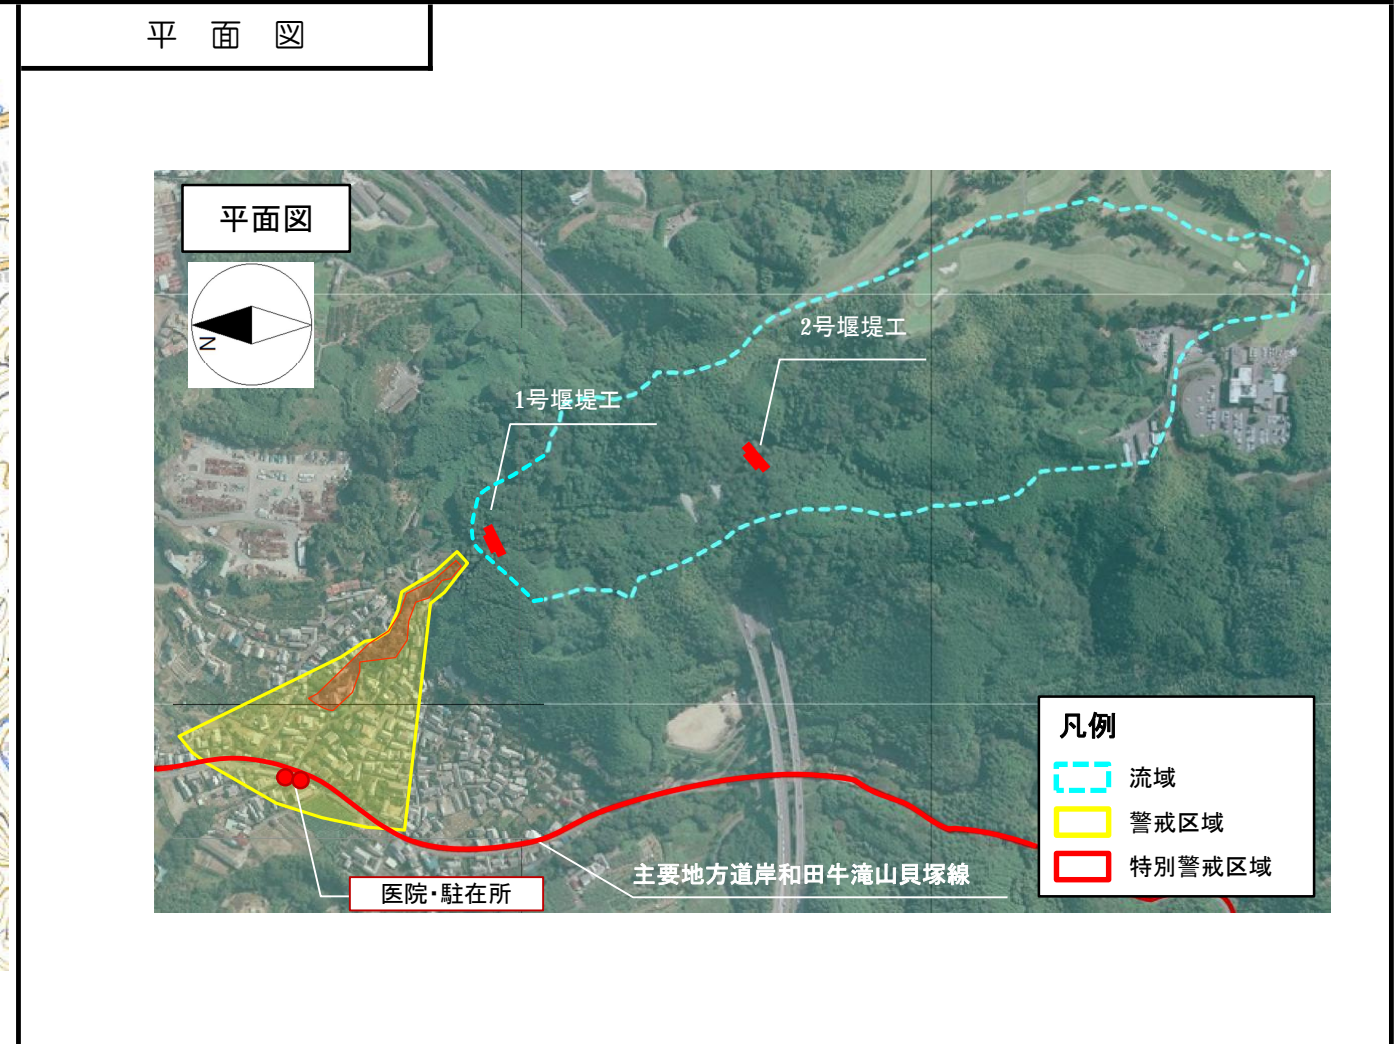 平面図
平面図
N
2号堰堤工
1号堰堤工
凡例
流域
警戒区域
特別警戒区域
主要地方道岸和田牛滝山貝塚線
医院・駐在所